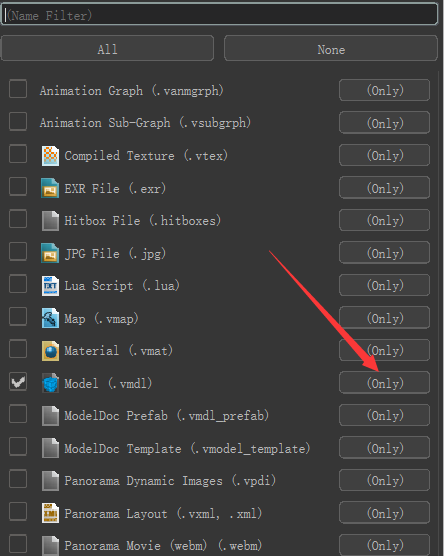 (Name Filter)
All None
Animation Graph (.vanmgrph) (Only)
Animation Sub-Graph (.vsubgrph) (Only)
Compiled Texture (.vtex) (Only)
EXR File (.exr) (Only)
Hitbox File (.hitboxes) (Only)
JPG File (.jpg) (Only)
Lua Script (.lua) (Only)
Map (.vmap) (Only)
Material (.vmat) (Only)
Model (.vmdl) (Only)
ModelDoc Prefab (.vmdl_prefab) (Only)
ModelDoc Template (.vmodel_template) (Only)
Panorama Dynamic Images (.vpdi) (Only)
Panorama Layout (.vxml, .xml) (Only)
Panorama Movie (webm) (.webm) (Only)